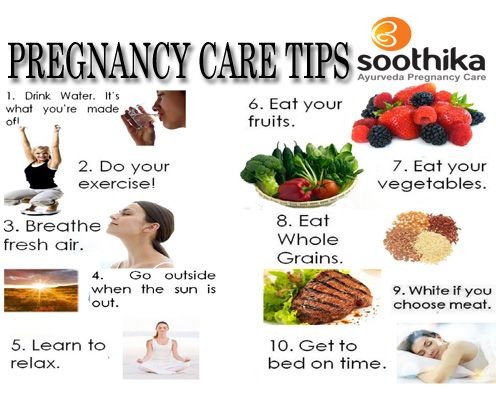 PREGNANCY CARE TIPS
soothika
Ayurveda Pregnancy Care
1. Drink Water. It's
what you're made
of!
2. Do your
exercise!
3. Breathe
fresh air.
4. Go outside
when the sun is
out.
5. Learn to
relax.
6. Eat your
fruits.
7. Eat your
vegetables.
8. Eat
Whole
Grains.
9. White if you
choose meat.
10. Get to
bed on time.